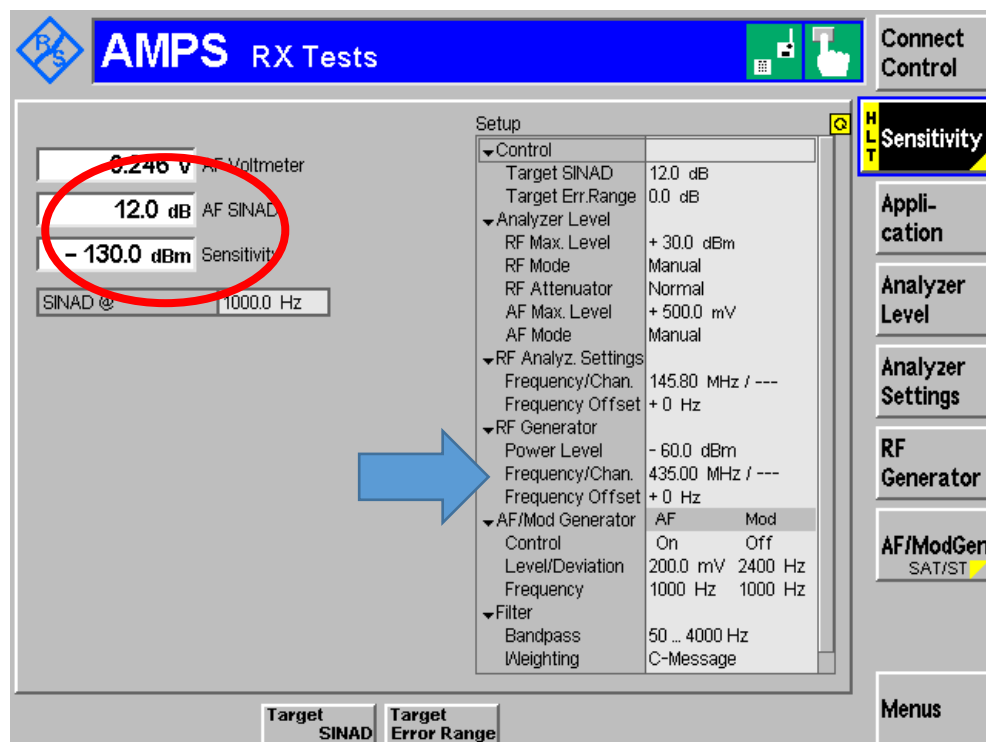 R/S
AMPS RX Tests
Connect
Control
HLT
Sensitivity
Appli-
cation
Analyzer
Level
Analyzer
Settings
RF
Generator
AF/ModGen
SAT/ST
Menus
0.246 V AF Voltmeter
12.0 dB AF SINAD
– 130.0 dBm Sensitivity
SINAD @ 1000.0 Hz
Setup
Control
Target SINAD 12.0 dB
Target Err.Range 0.0 dB
Analyzer Level
RF Max. Level + 30.0 dBm
RF Mode Manual
RF Attenuator Normal
AF Max. Level + 500.0 mV
AF Mode Manual
RF Analyz. Settings
Frequency/Chan. 145.80 MHz / ---
Frequency Offset + 0 Hz
RF Generator
Power Level - 60.0 dBm
Frequency/Chan. 435.00 MHz / ---
Frequency Offset + 0 Hz
AF/Mod Generator AF Mod
Control On Off
Level/Deviation 200.0 mV 2400 Hz
Frequency 1000 Hz 1000 Hz
Filter
Bandpass 50 ... 4000 Hz
Weighting C-Message
Target
SINAD
Target
Error Range